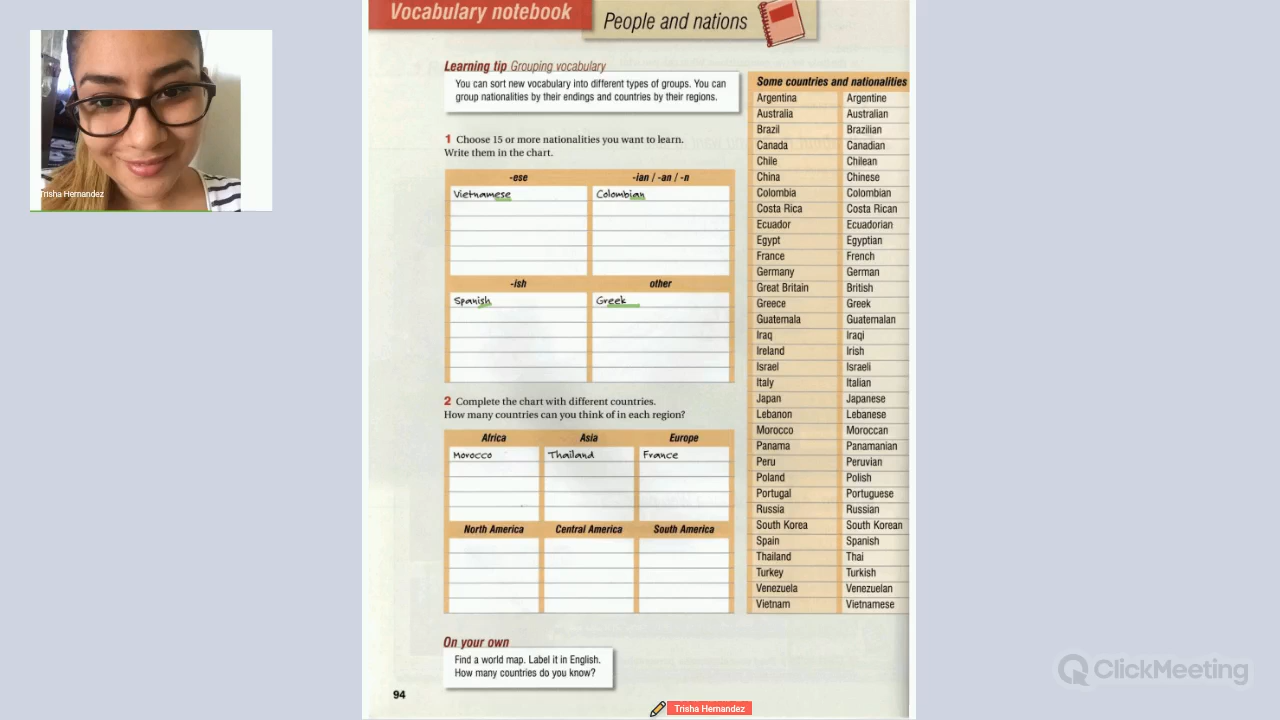 Vocabulary notebook
People and nations
Trisha Hernandez
Learning tip Grouping vocabulary
You can sort new vocabulary into different types of groups. You can
group nationalities by their endings and countries by their regions.
1 Choose 15 or more nationalities you want to learn.
Write them in the chart.
-ese
-ian / -an / -n
Vietnamese
Colombian
-ish
other
Spanish
Greek
2 Complete the chart with different countries.
How many countries can you think of in each region?
Africa Asia Europe
Morocco Thailand France
North America Central America South America
On your own
Find a world map. Label it in English.
How many countries do you know?
94
Some countries and nationalities
Argentina Argentine
Australia Australian
Brazil Brazilian
Canada Canadian
Chile Chilean
China Chinese
Colombia Colombian
Costa Rica Costa Rican
Ecuador Ecuadorian
Egypt Egyptian
France French
Germany German
Great Britain British
Greece Greek
Guatemala Guatemalan
Iraq Iraqi
Ireland Irish
Israel Israeli
Italy Italian
Japan Japanese
Lebanon Lebanese
Morocco Moroccan
Panama Panamanian
Peru Peruvian
Poland Polish
Portugal Portuguese
Russia Russian
South Korea South Korean
Spain Spanish
Thailand Thai
Turkey Turkish
Venezuela Venezuelan
Vietnam Vietnamese
Trisha Hernandez
ClickMeeting